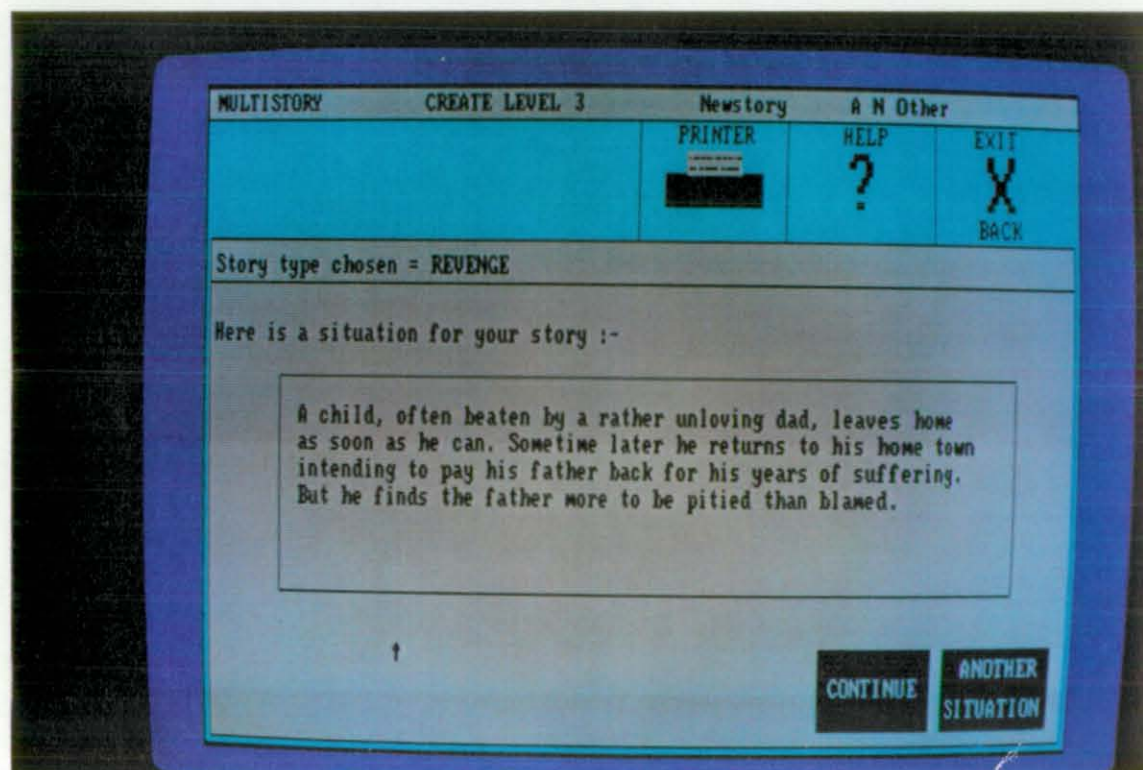 MULTISTORY CREATE LEVEL 3 Newstory A N Other
PRINTER HELP EXIT
? X
BACK
Story type chosen = REVENGE
Here is a situation for your story :-
A child, often beaten by a rather unloving dad, leaves home
as soon as he can. Sometime later he returns to his home town
intending to pay his father back for his years of suffering.
But he finds the father more to be pitied than blamed.
CONTINUE
ANOTHER
SITUATION